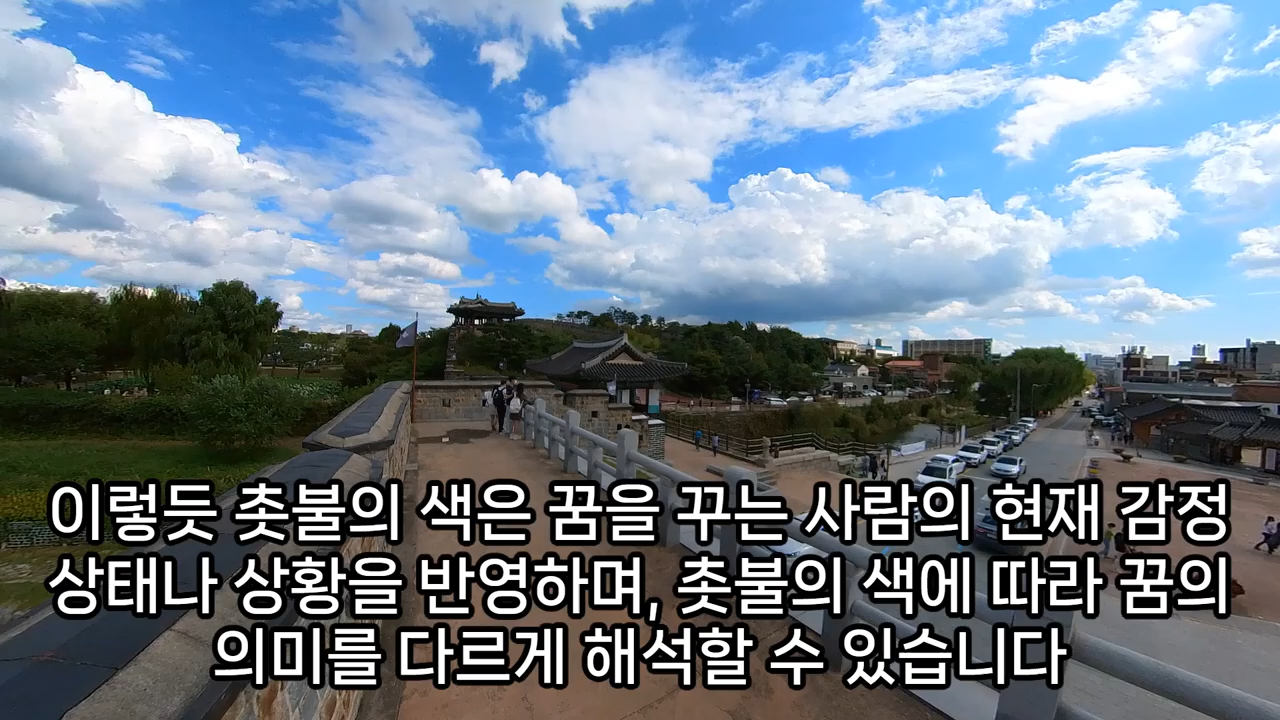 이렇듯 촛불의 색은 꿈을 꾸는 사람의 현재 감정
상태나 상황을 반영하며, 촛불의 색에 따라 꿈의
의미를 다르게 해석할 수 있습니다